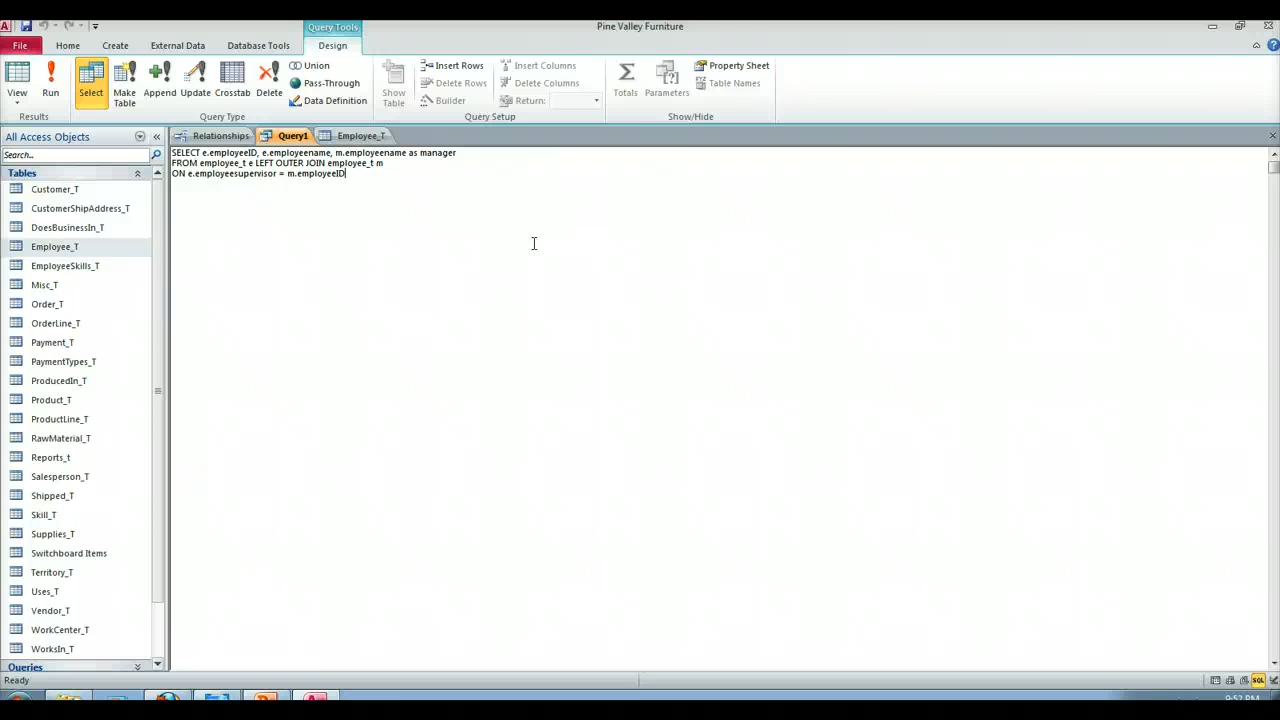 Query Tools
Pine Valley Furniture
File
Home
Create
External Data
Database Tools
Design
View
Run
Select
Make
Table
Append
Update
Crosstab
Delete
Union
Pass-Through
Data Definition
Show
Table
Insert Rows
Delete Rows
Builder
Insert Columns
Delete Columns
Return:
Totals
Parameters
Property Sheet
Table Names
Results
Query Type
Query Setup
Show/Hide
All Access Objects
Relationships
Query1
Employee_T
Search...
SELECT e.employeeID, e.employeename, m.employeename as manager
FROM employee_t e LEFT OUTER JOIN employee_t m
ON e.employeesupervisor = m.employeeID
Tables
Customer_T
CustomerShipAddress_T
DoesBusinessIn_T
Employee_T
EmployeeSkills_T
Misc_T
Order_T
OrderLine_T
Payment_T
PaymentTypes_T
ProducedIn_T
Product_T
ProductLine_T
RawMaterial_T
Reports_t
Salesperson_T
Shipped_T
Skill_T
Supplies_T
Switchboard Items
Territory_T
Uses_T
Vendor_T
WorkCenter_T
WorksIn_T
Queries
Ready
SQL
9:52 PM